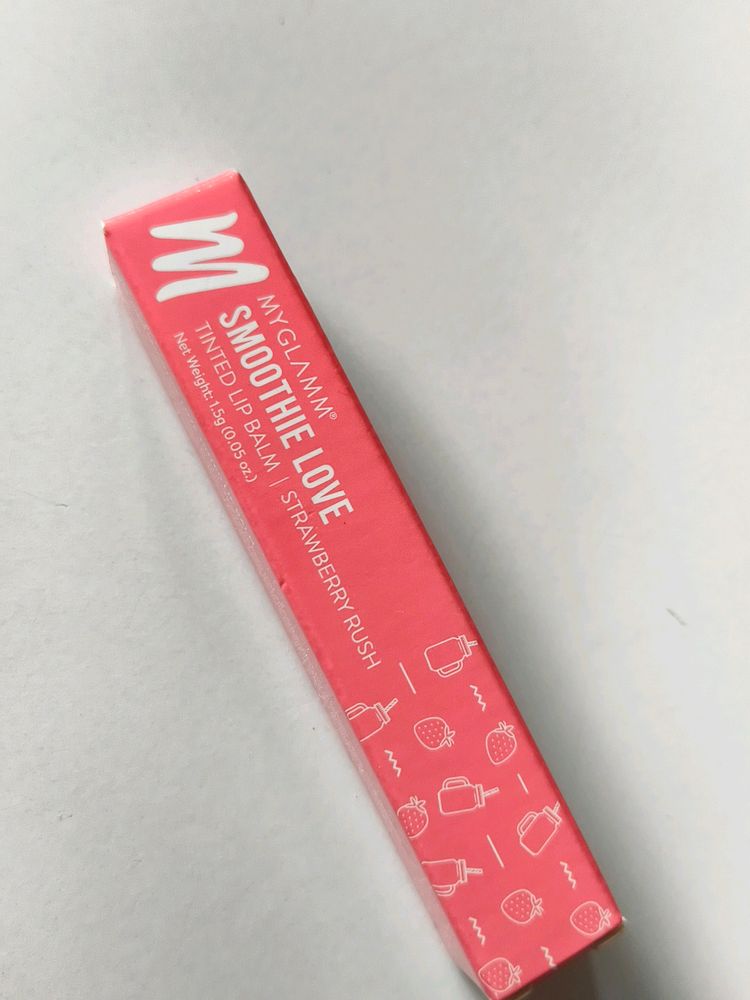 MYGLAMM®
SMOOTHIE LOVE
TINTED LIP BALM | STRAWBERRY RUSH
Net Weight: 1.5g (0.05 oz.)